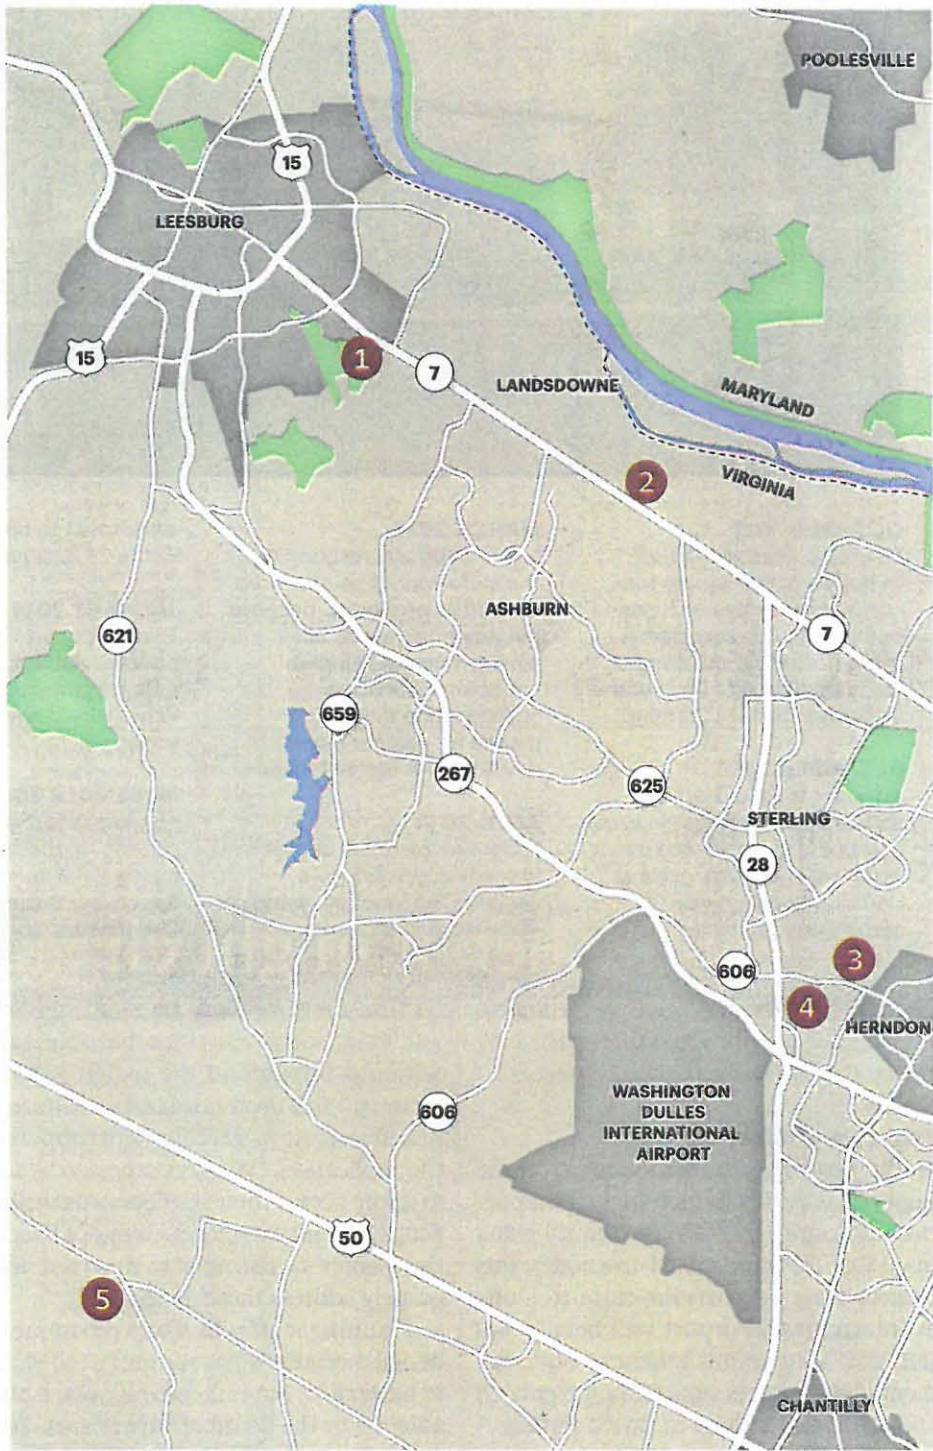 POOLESVILLE
15
LEESBURG
15
1
7
LANDSDOWNE
MARYLAND
2
VIRGINIA
ASHBURN
621
7
659
267
625
STERLING
28
606
3
4
HERNDON
WASHINGTON
DULLES
INTERNATIONAL
AIRPORT
606
50
5
CHANTILLY